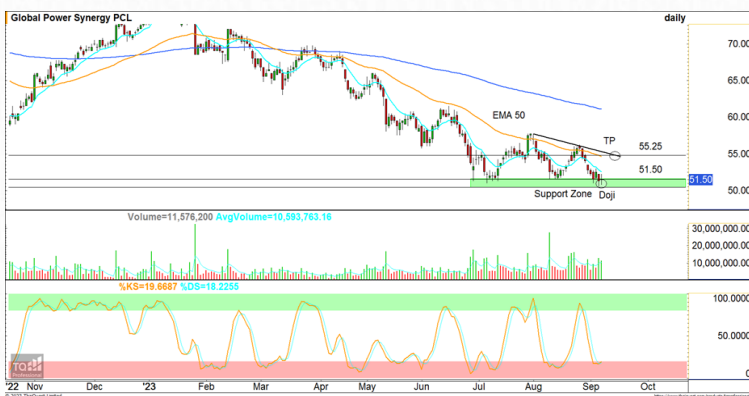 Global Power Synergy PCL daily
70.00
65.00
EMA 50
60.00
TP
55.25
55.00
51.50
51.50
50.00
Support Zone Doji
Volume=11,576,200 AvgVolume=10,593,763.16
30,000,000.00
20,000,000.00
10,000,000.00
%KS=19.6687 %DS=18.2255
100.0000
50.0000
0.0000
Professional
'22 Nov Dec '23 Feb Mar Apr May Jun Jul Aug Sep Oct